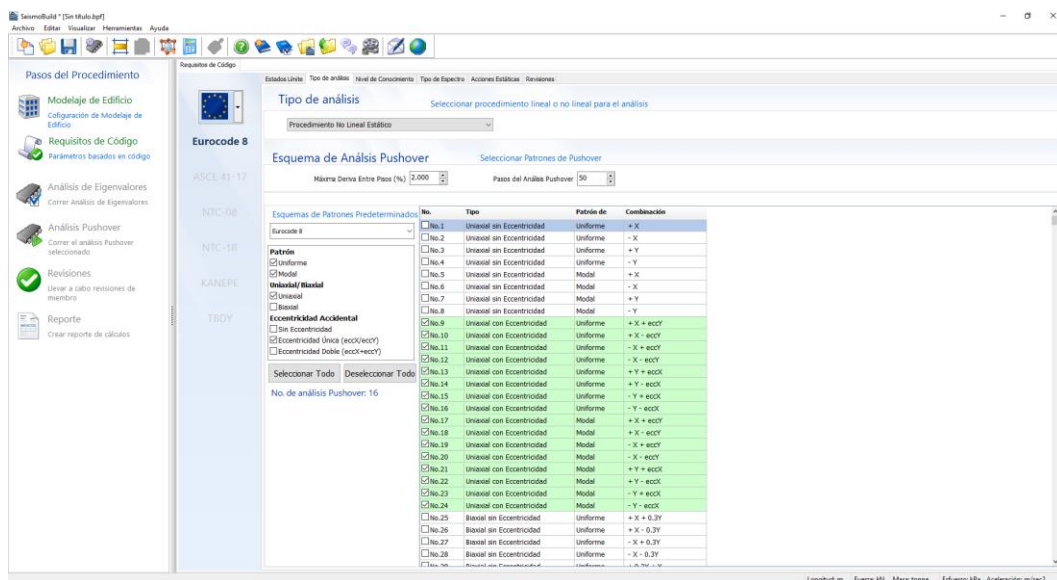 SeismoBuild * [Sin título.bpf]
Archivo Editar Visualizar Herramientas Ayuda
Pasos del Procedimiento
Modelaje de Edificio
Cofiguración de Modelaje de
Edificio
Requisitos de Código
Parámetros basados en código
Análisis de Eigenvalores
Correr Análisis de Eigenvalores
Análisis Pushover
Correr el análisis Pushover
seleccionado
Revisiones
Llevar a cabo revisiones de
miembro
Reporte
Crear reporte de cálculos
Requisitos de Código
Eurocode 8
ASCE 41-17
NTC-08
NTC-18
KANEPE
TBDY
Estados Límite Tipo de análisis Nivel de Conocimiento Tipo de Espectro Acciones Estáticas Revisiones
Tipo de análisis Seleccionar procedimiento lineal o no lineal para el análisis
Procedimiento No Lineal Estático
Esquema de Análsis Pushover Seleccionar Patrones de Pushover
Máxima Deriva Entre Pisos (%) 2.000 Pasos del Análisis Pushover 50
Esquemas de Patrones Predeterminados
Eurocode 8
Patrón
Uniforme
Modal
Uniaxial/Biaxial
Uniaxial
Biaxial
Eccentricidad Accidental
Sin Eccentricidad
Eccentricidad Única (eccX/eccY)
Eccentricidad Doble (eccX+eccY)
Seleccionar Todo Deseleccionar Todo
No. de análisis Pushover: 16
No. Tipo Patrón de Combinación
No.1 Uniaxial sin Eccentricidad Uniforme + X
No.2 Uniaxial sin Eccentricidad Uniforme - X
No.3 Uniaxial sin Eccentricidad Uniforme + Y
No.4 Uniaxial sin Eccentricidad Uniforme - Y
No.5 Uniaxial sin Eccentricidad Modal + X
No.6 Uniaxial sin Eccentricidad Modal - X
No.7 Uniaxial sin Eccentricidad Modal + Y
No.8 Uniaxial sin Eccentricidad Modal - Y
No.9 Uniaxial con Eccentricidad Uniforme + X + eccY
No.10 Uniaxial con Eccentricidad Uniforme + X - eccY
No.11 Uniaxial con Eccentricidad Uniforme - X + eccY
No.12 Uniaxial con Eccentricidad Uniforme - X - eccY
No.13 Uniaxial con Eccentricidad Uniforme + Y + eccX
No.14 Uniaxial con Eccentricidad Uniforme + Y - eccX
No.15 Uniaxial con Eccentricidad Uniforme - Y + eccX
No.16 Uniaxial con Eccentricidad Uniforme - Y - eccX
No.17 Uniaxial con Eccentricidad Modal + X + eccY
No.18 Uniaxial con Eccentricidad Modal + X - eccY
No.19 Uniaxial con Eccentricidad Modal - X + eccY
No.20 Uniaxial con Eccentricidad Modal - X - eccY
No.21 Uniaxial con Eccentricidad Modal + Y + eccX
No.22 Uniaxial con Eccentricidad Modal + Y - eccX
No.23 Uniaxial con Eccentricidad Modal - Y + eccX
No.24 Uniaxial con Eccentricidad Modal - Y - eccX
No.25 Biaxial sin Eccentricidad Uniforme + X + 0.3Y
No.26 Biaxial sin Eccentricidad Uniforme + X - 0.3Y
No.27 Biaxial sin Eccentricidad Uniforme - X + 0.3Y
No.28 Biaxial sin Eccentricidad Uniforme - X - 0.3Y